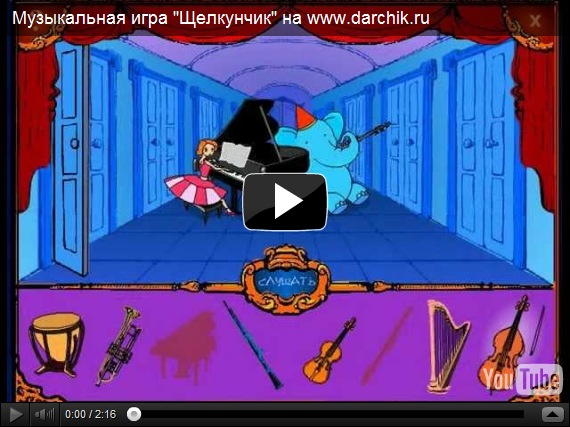 Музыкальная игра "Щелкунчик" на www.darchik.ru
x
СЛУШАТЬ
YouTube
0:00 / 2:16